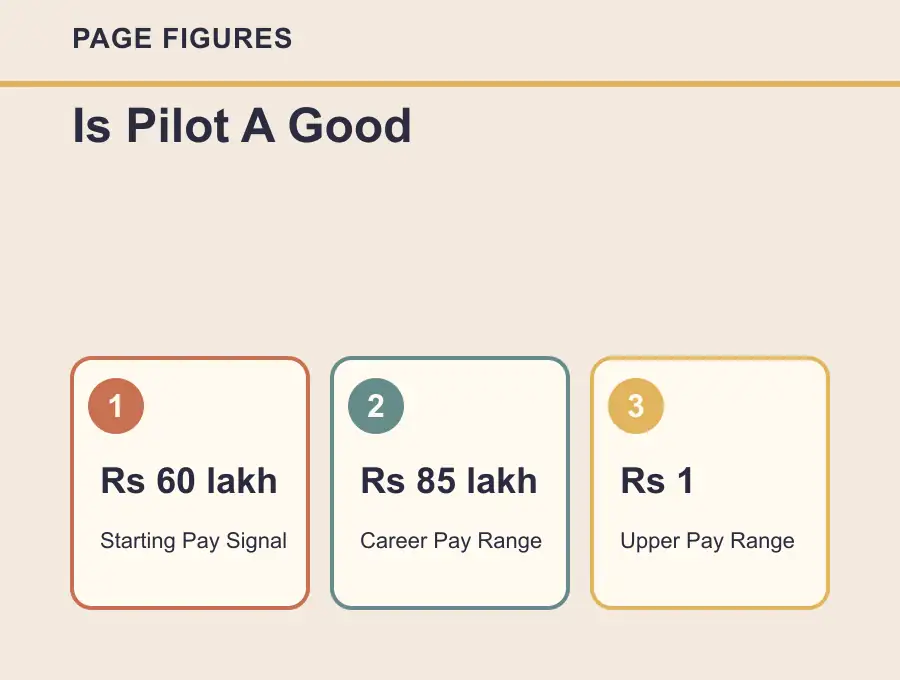 PAGE FIGURES
Is Pilot A Good
1
Rs 60 lakh
Starting Pay Signal
2
Rs 85 lakh
Career Pay Range
3
Rs 1
Upper Pay Range